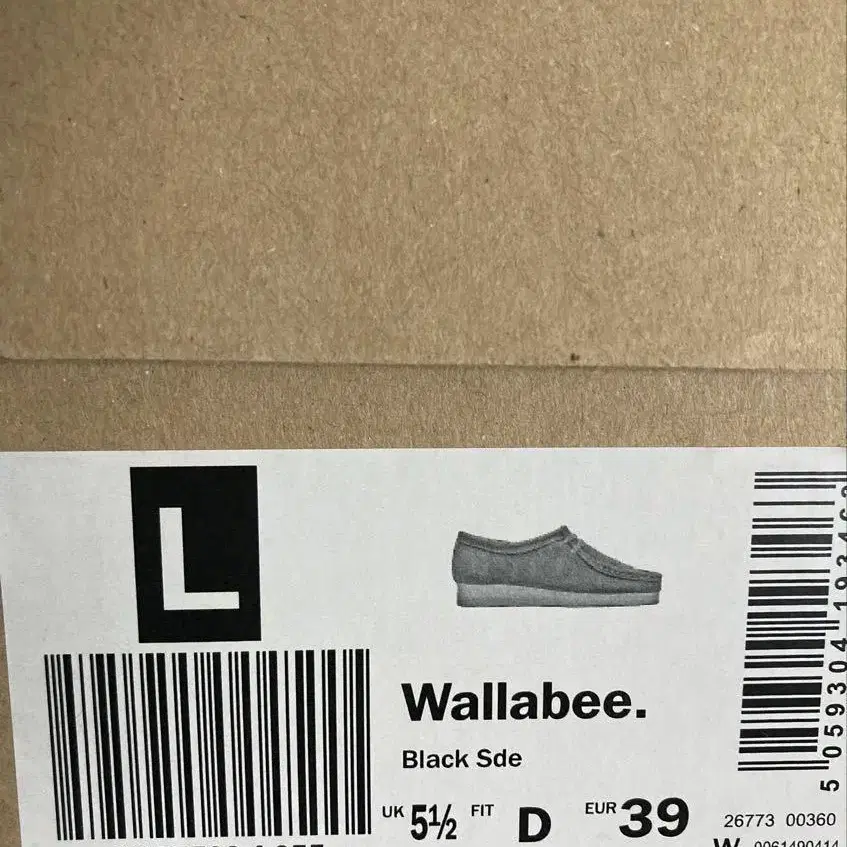 L
Wallabee.
Black Sde
UK 5½ FIT D EUR 39
26773 00360